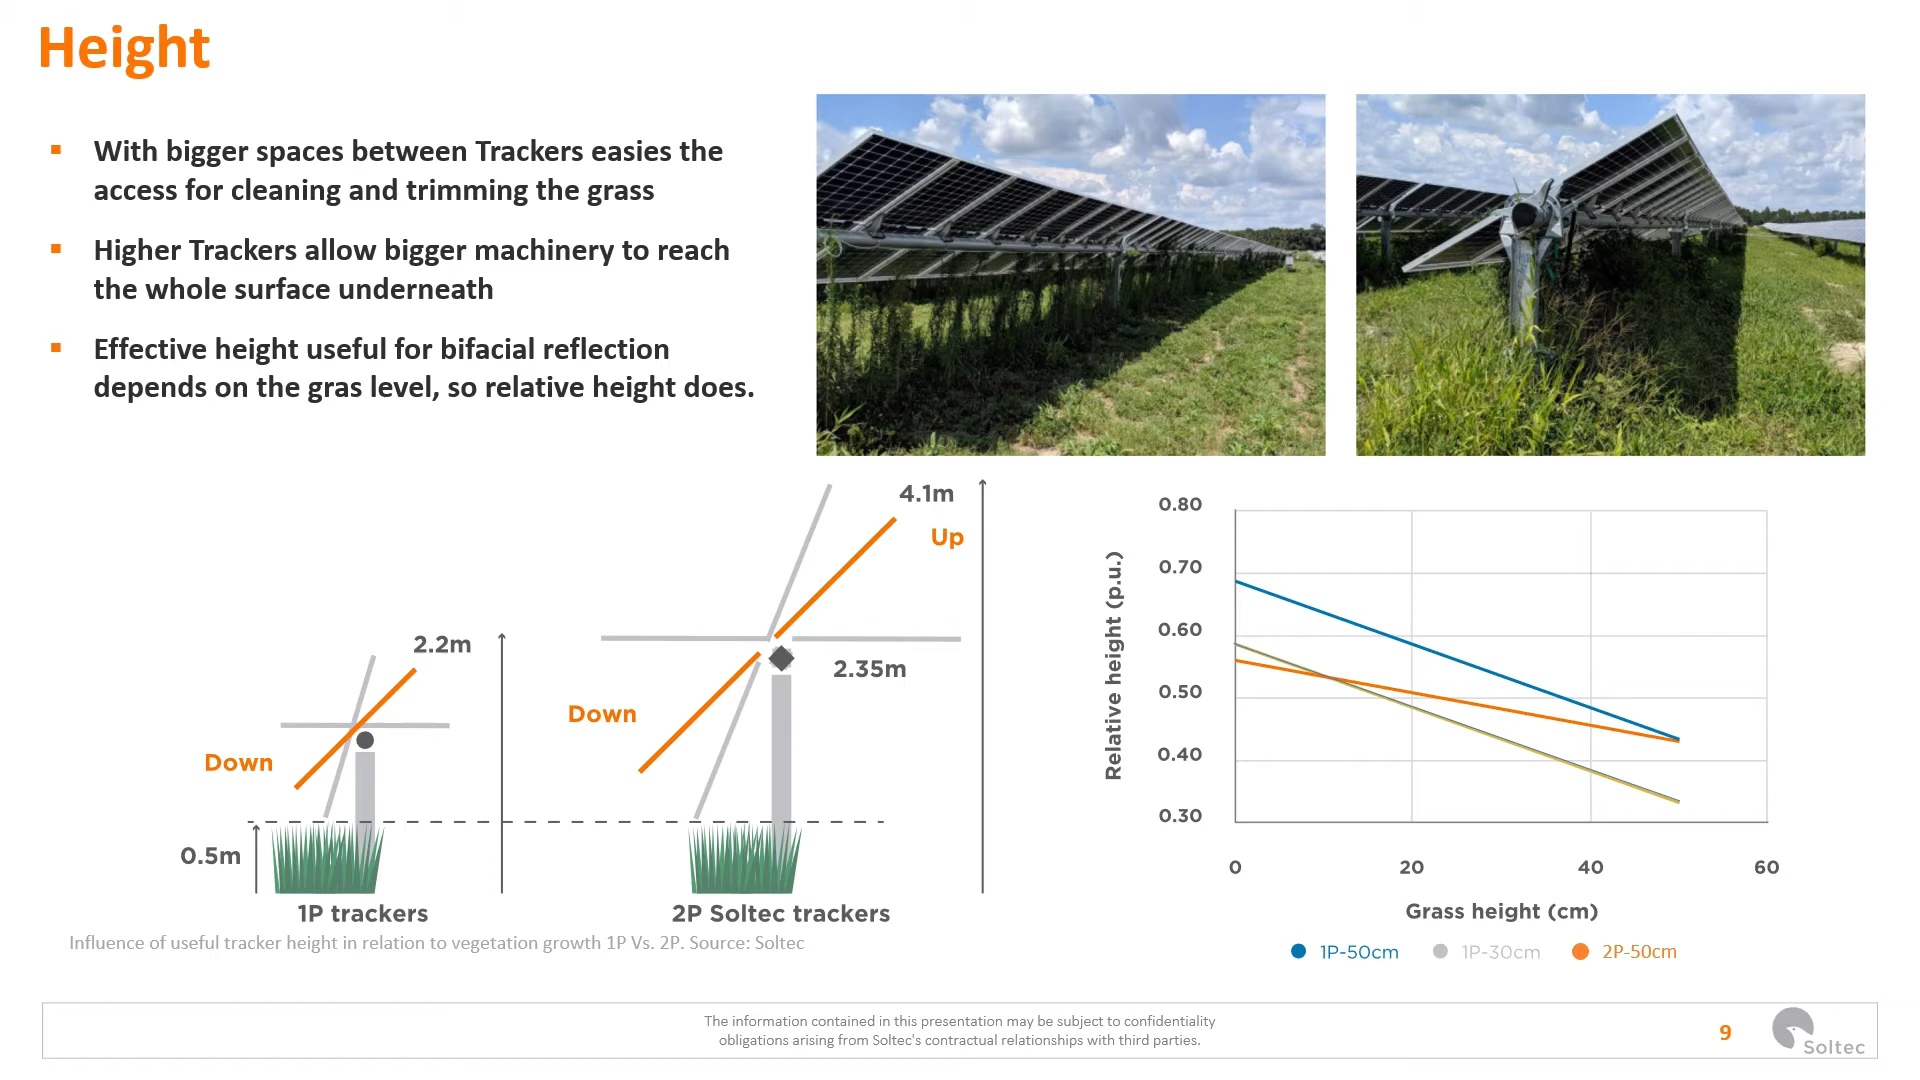 Height
With bigger spaces between Trackers easies the
access for cleaning and trimming the grass
Higher Trackers allow bigger machinery to reach
the whole surface underneath
Effective height useful for bifacial reflection
depends on the gras level, so relative height does.
4.1m
Up
2.2m
2.35m
Down
Down
0.5m
1P trackers
2P Soltec trackers
Influence of useful tracker height in relation to vegetation growth 1P Vs. 2P. Source: Soltec
Relative height (p.u.)
0.80
0.70
0.60
0.50
0.40
0.30
0 20 40 60
Grass height (cm)
1P-50cm 1P-30cm 2P-50cm
The information contained in this presentation may be subject to confidentiality
obligations arising from Soltec's contractual relationships with third parties.
9
Soltec